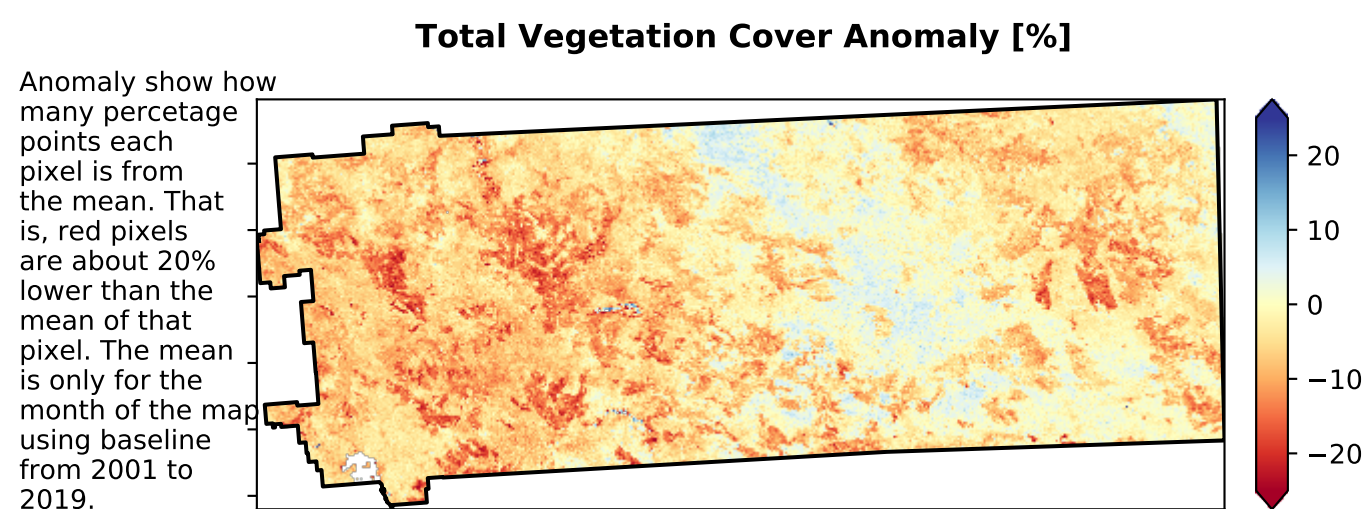 Total Vegetation Cover Anomaly [%]
Anomaly show how
many percetage
points each
pixel is from
the mean. That
is, red pixels
are about 20%
lower than the
mean of that
pixel. The mean
is only for the
month of the map
using baseline
from 2001 to
2019.
20
10
0
−10
−20